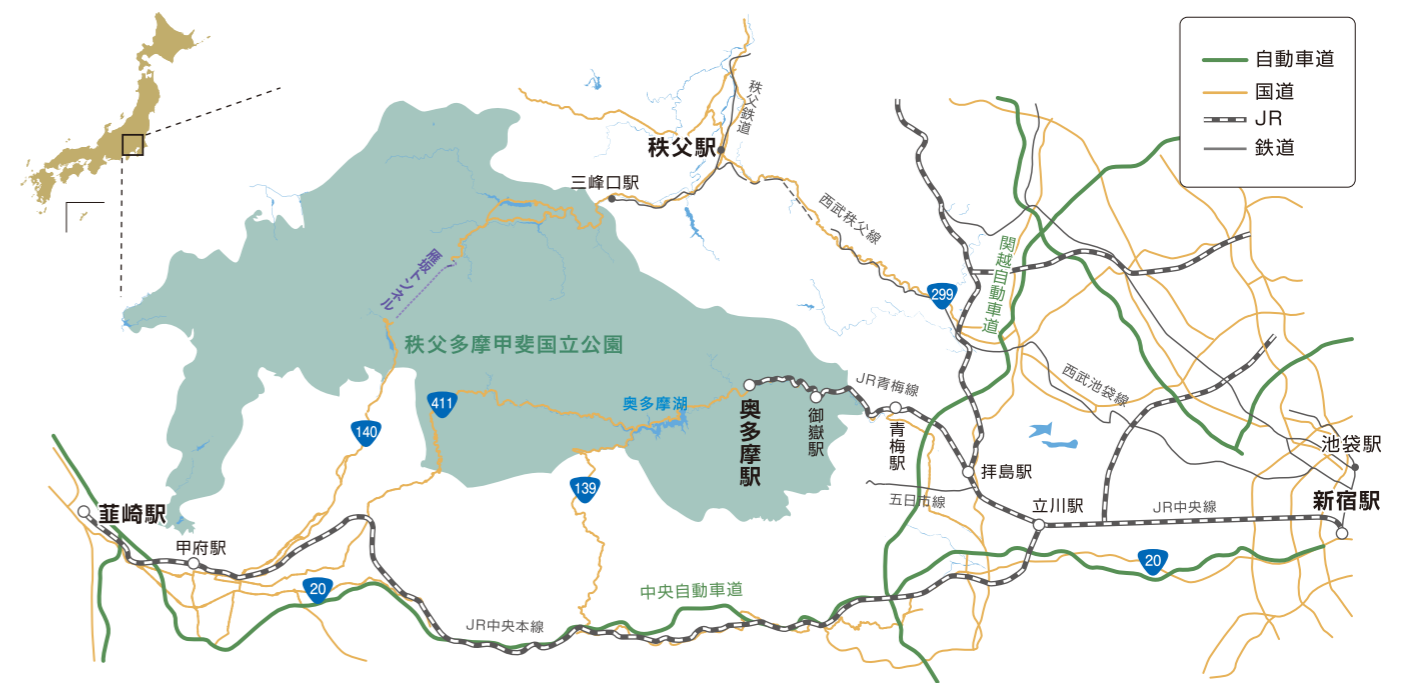 自動車道
国道
JR
鉄道
秩父鉄道
秩父駅
三峰口駅
西武秩父線
関越自動車道
雁坂トンネル
299
秩父多摩甲斐国立公園
JR青梅線
西武池袋線
411
奥多摩湖
奥多摩駅
御嶽駅
青梅駅
140
池袋駅
拝島駅
139
五日市線
新宿駅
立川駅
JR中央線
韮崎駅
甲府駅
20
20
中央自動車道
JR中央本線